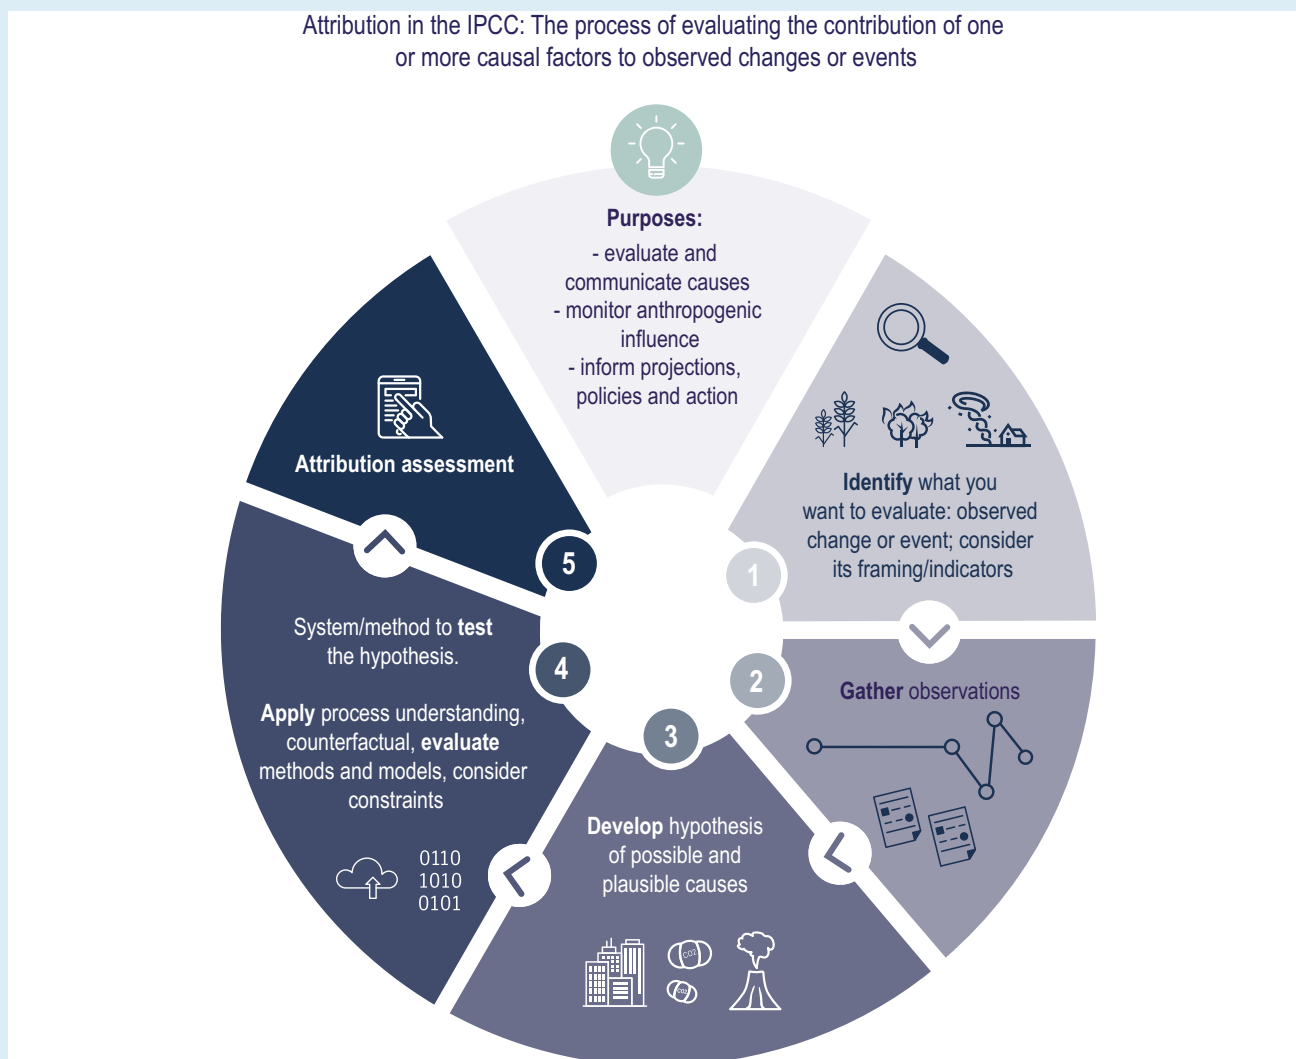 Attribution in the IPCC: The process of evaluating the contribution of one
or more causal factors to observed changes or events
Purposes:
- evaluate and
communicate causes
- monitor anthropogenic
influence
- inform projections,
policies and action
Identify what you
want to evaluate: observed
change or event; consider
its framing/indicators
1
Gather observations
2
3
Develop hypothesis
of possible and
plausible causes
CO2
CO2
4
System/method to test
the hypothesis.
Apply process understanding,
counterfactual, evaluate
methods and models, consider
constraints
0110
1010
0101
5
Attribution assessment